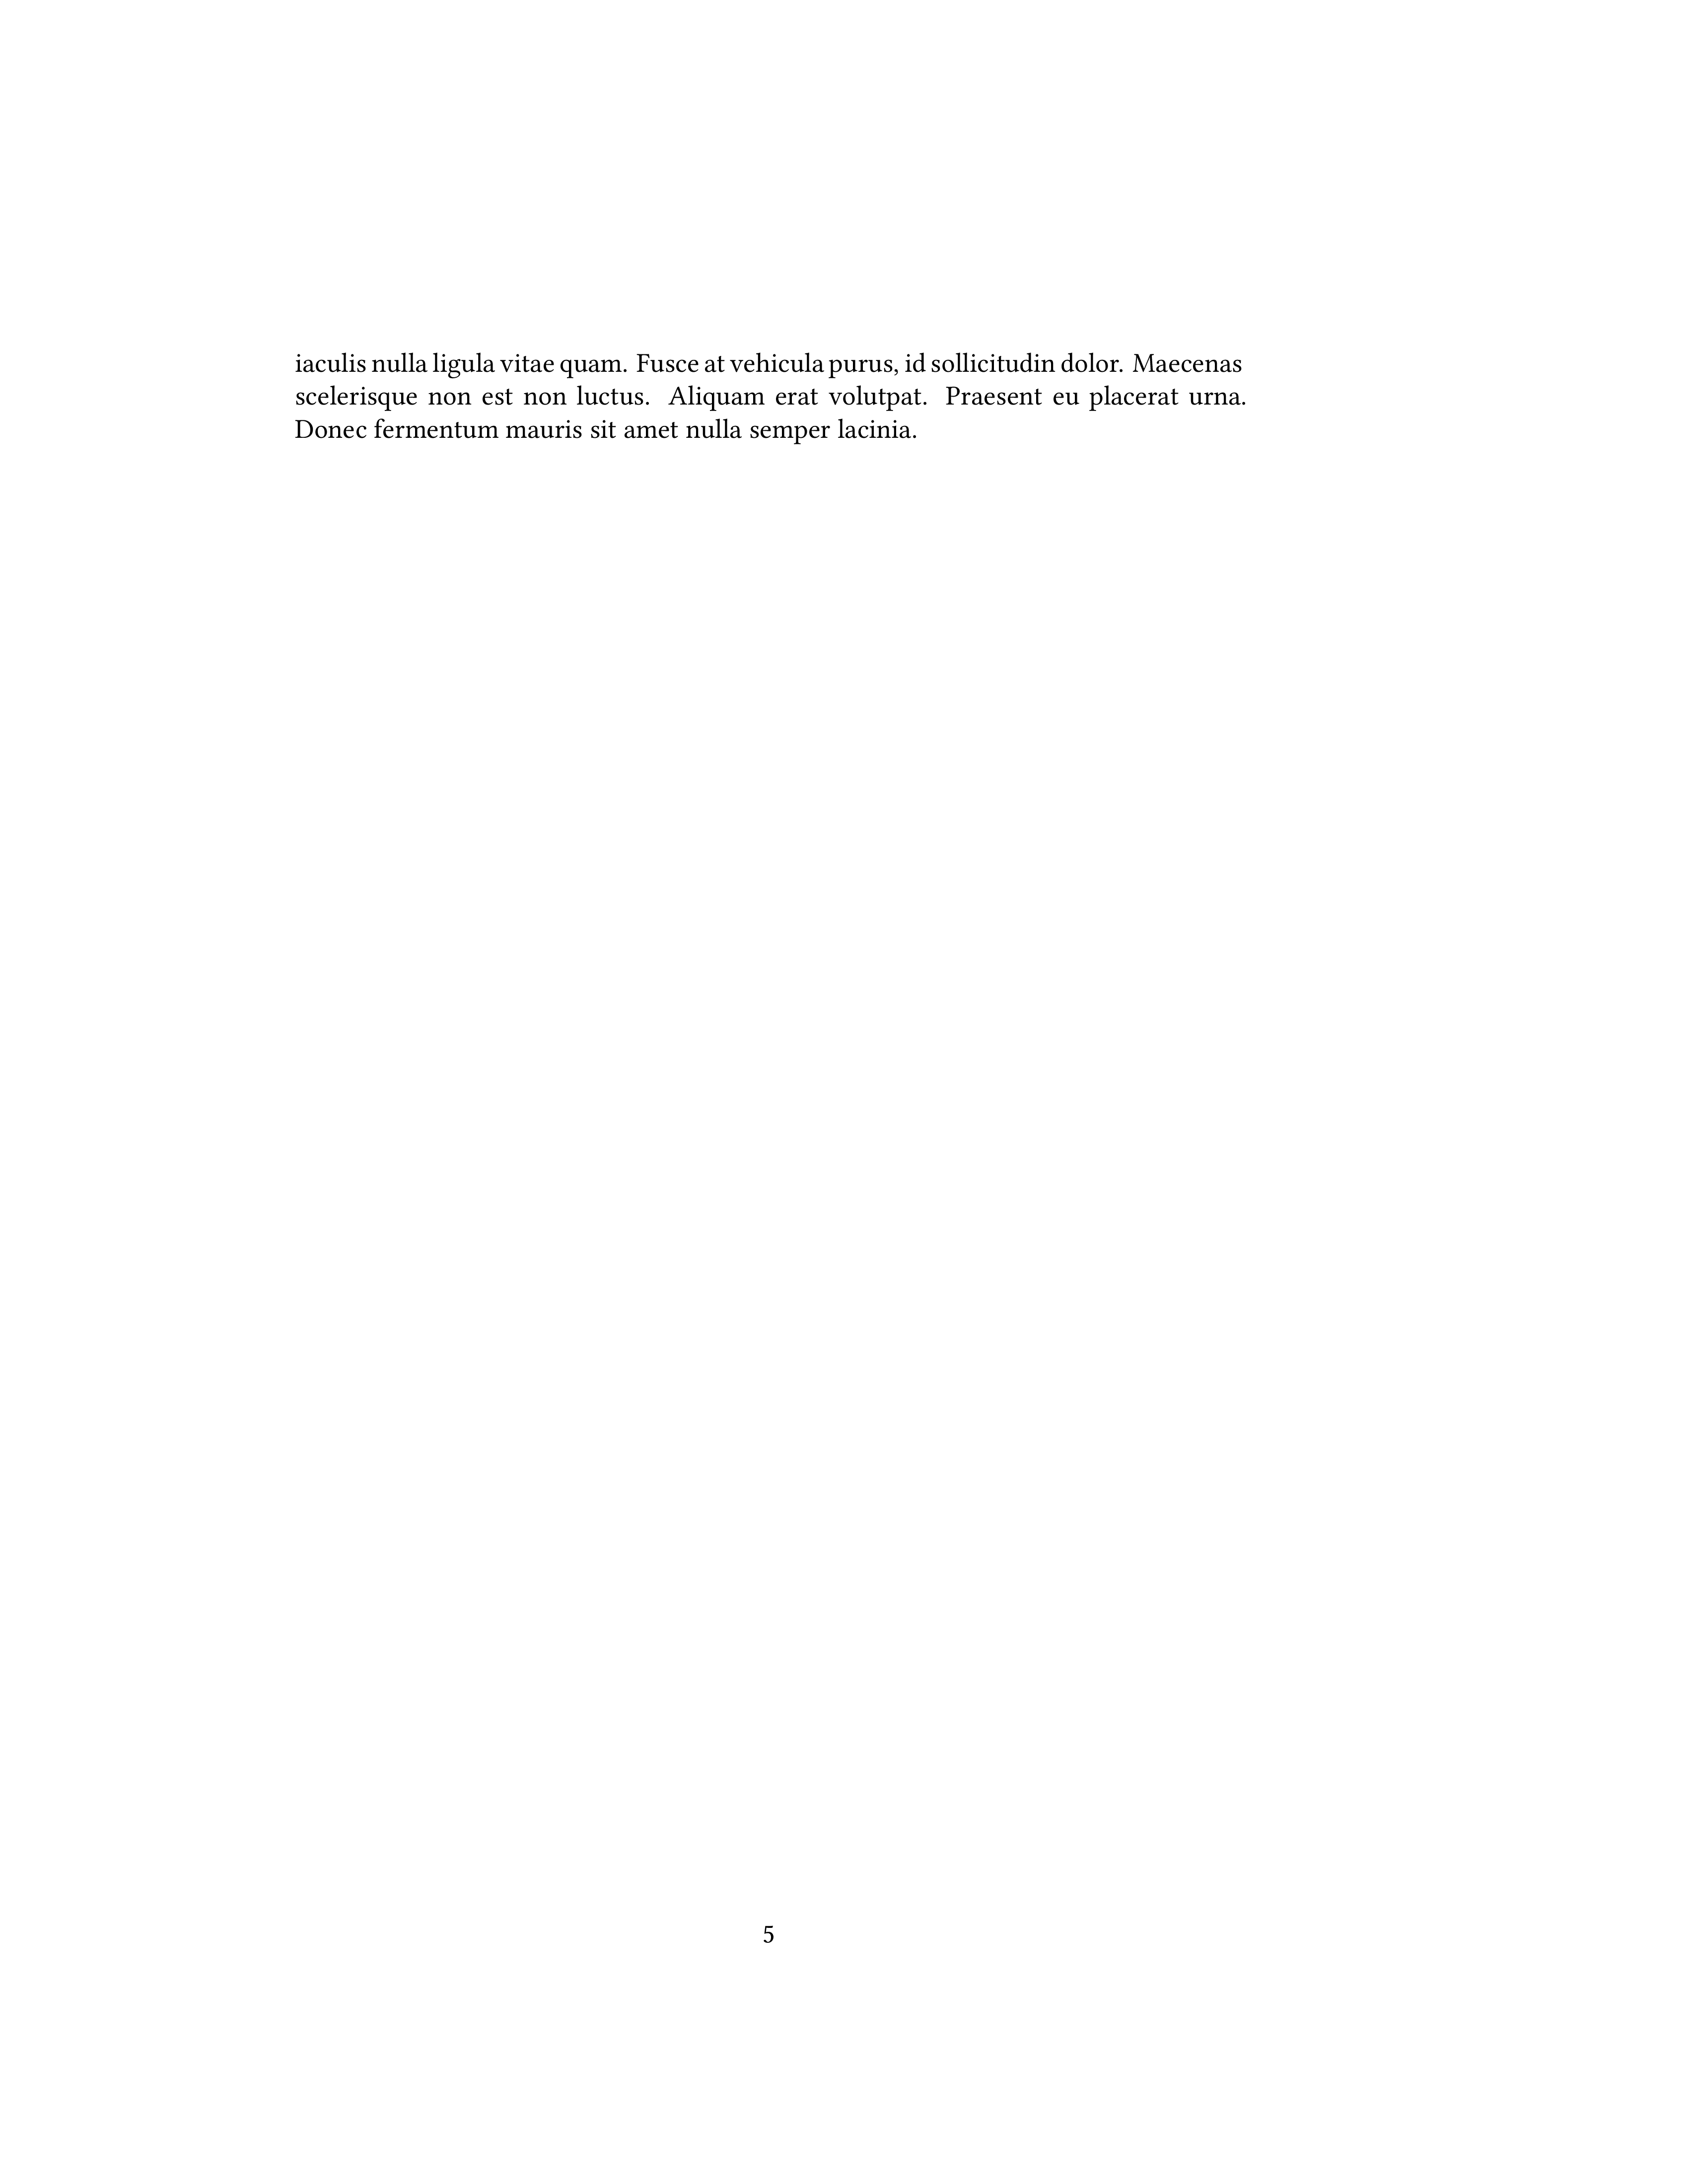 iaculis nulla ligula vitae quam. Fusce at vehicula purus, id sollicitudin dolor. Maecenas
scelerisque non est non luctus. Aliquam erat volutpat. Praesent eu placerat urna.
Donec fermentum mauris sit amet nulla semper lacinia.
5